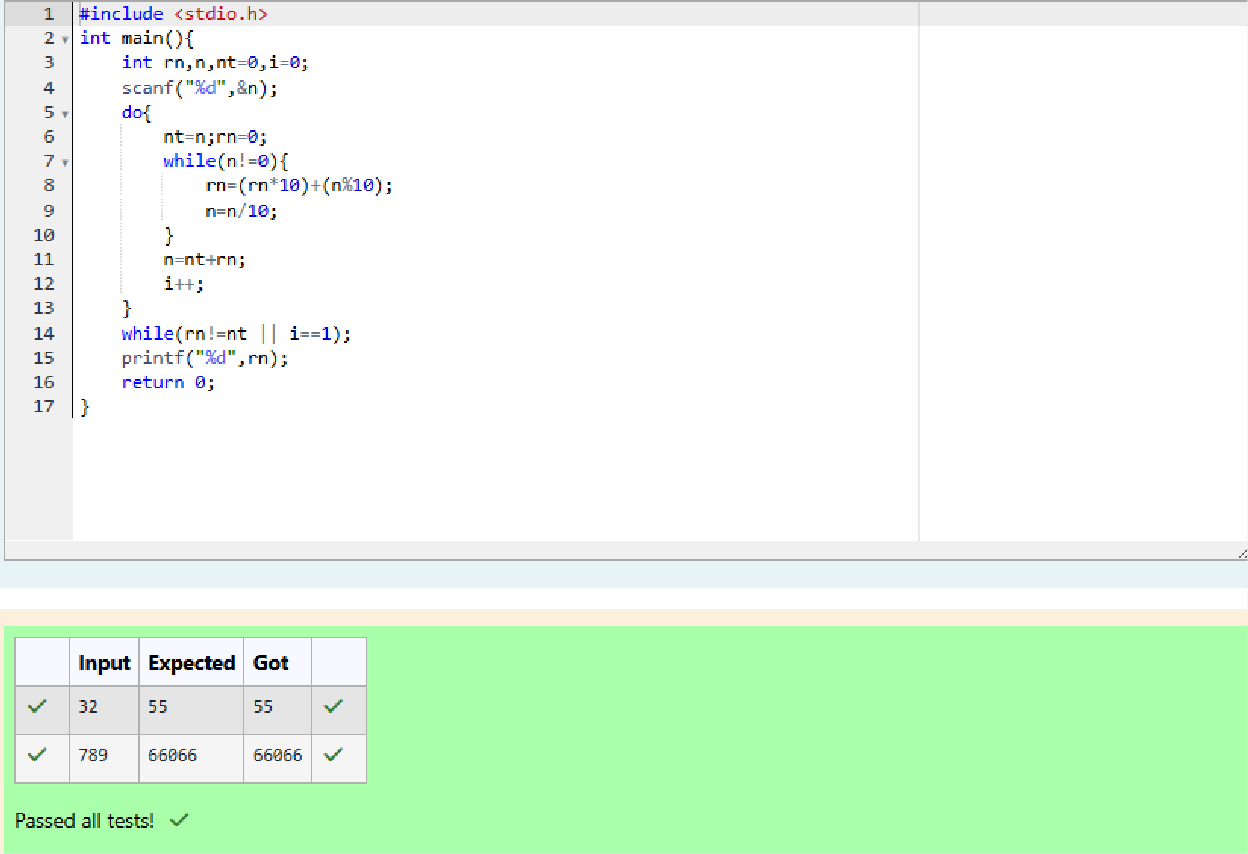 1 #include <stdio.h>
2 int main(){
3 int rn,n,nt=0,i=0;
4 scanf("%d",&n);
5 do{
6 nt=n;rn=0;
7 while(n!=0){
8 rn=(rn*10)+(n%10);
9 n=n/10;
10 }
11 n=nt+rn;
12 i++;
13 }
14 while(rn!=nt || i==1);
15 printf("%d",rn);
16 return 0;
17 }
Input Expected Got
32 55 55
789 66066 66066
Passed all tests!